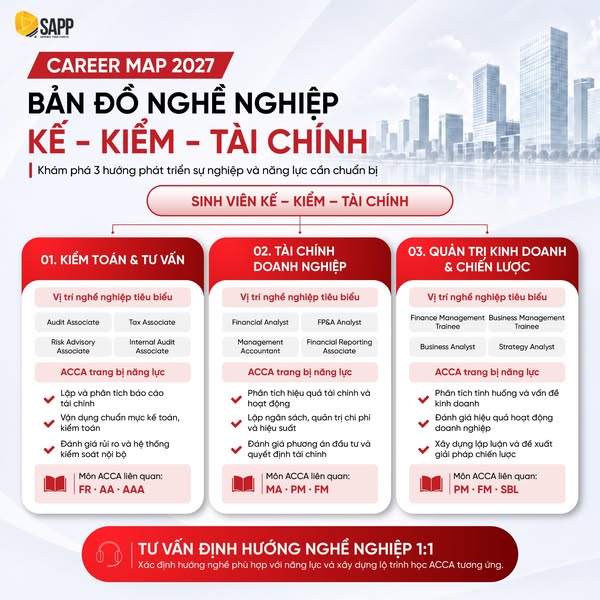 SAPP
CAREER MAP 2027
BẢN ĐỒ NGHỀ NGHIỆP
KẾ - KIỂM - TÀI CHÍNH
Khám phá 3 hướng phát triển sự nghiệp và năng lực cần chuẩn bị
SINH VIÊN KẾ – KIỂM – TÀI CHÍNH
01. KIỂM TOÁN & TƯ VẤN
Vị trí nghề nghiệp tiêu biểu
Audit Associate
Tax Associate
Risk Advisory
Associate
Internal Audit
Associate
ACCA trang bị năng lực
Lập và phân tích báo cáo
tài chính
Vận dụng chuẩn mực kế toán,
kiểm toán
Đánh giá rủi ro và hệ thống
kiểm soát nội bộ
Môn ACCA liên quan:
FR · AA · AAA
02. TÀI CHÍNH
DOANH NGHIỆP
Vị trí nghề nghiệp tiêu biểu
Financial Analyst
FP&A Analyst
Management
Accountant
Financial Reporting
Associate
ACCA trang bị năng lực
Phân tích hiệu quả tài chính và
hoạt động
Lập ngân sách, quản trị chi phí
và hiệu suất
Đánh giá phương án đầu tư và
quyết định tài chính
Môn ACCA liên quan:
MA · PM · FM
03. QUẢN TRỊ KINH DOANH
& CHIẾN LƯỢC
Vị trí nghề nghiệp tiêu biểu
Finance Management
Trainee
Business Management
Trainee
Business Analyst
Strategy Analyst
ACCA trang bị năng lực
Phân tích tình huống và vấn đề
kinh doanh
Đánh giá hiệu quả hoạt động
doanh nghiệp
Xây dựng lập luận và đề xuất
giải pháp chiến lược
Môn ACCA liên quan:
PM · FM · SBL
TƯ VẤN ĐỊNH HƯỚNG NGHỀ NGHIỆP 1:1
Xác định hướng nghề phù hợp với năng lực và xây dựng lộ trình học ACCA tương ứng.